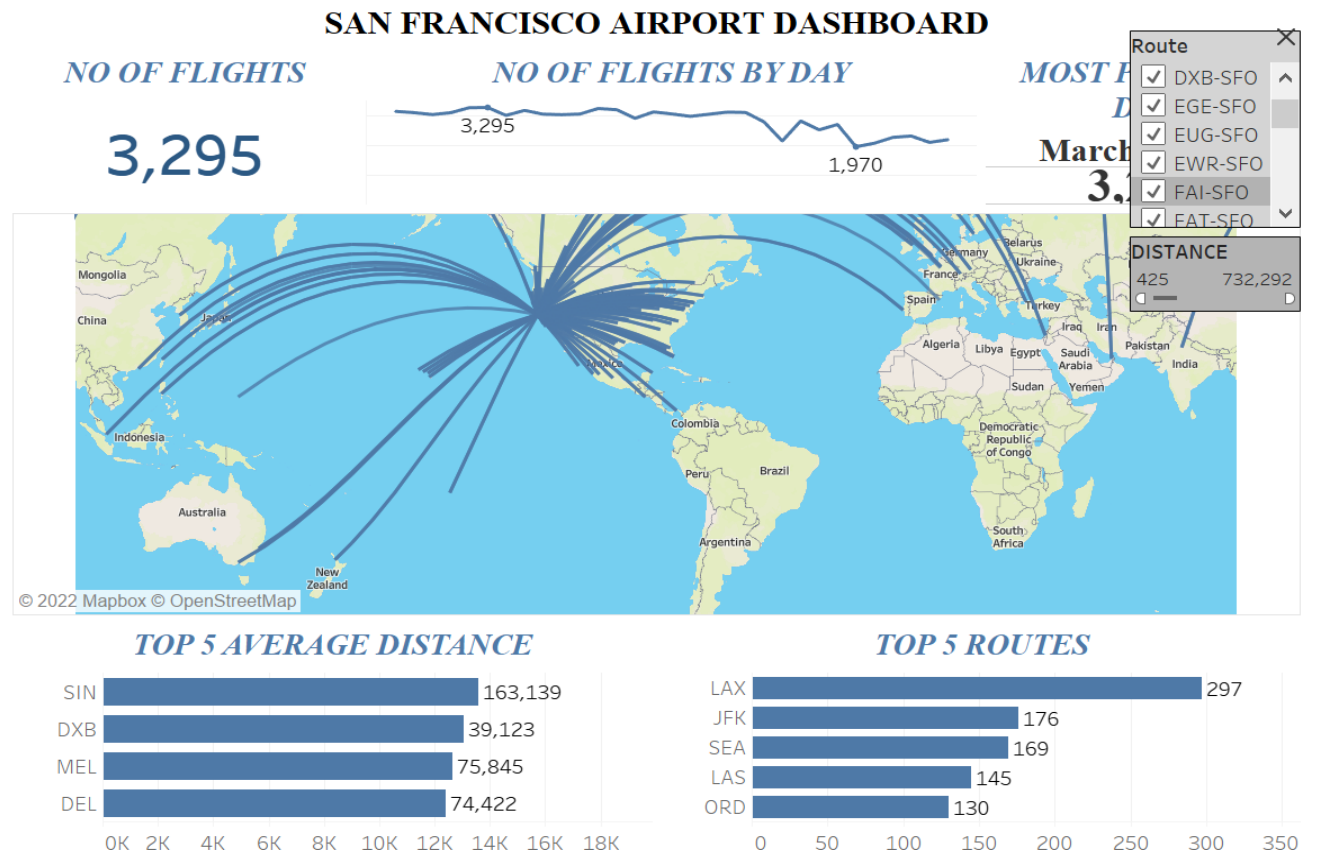 SAN FRANCISCO AIRPORT DASHBOARD
NO OF FLIGHTS
NO OF FLIGHTS BY DAY
MOST
3,295
3,295
1,970
March
Route
DXB-SFO
EGE-SFO
EUG-SFO
EWR-SFO
FAI-SFO
FAT-SFO
DISTANCE
425 732,292
Mongolia
China
Japan
Mexico
Indonesia
Australia
New
Zealand
Colombia
Peru
Brazil
Argentina
Germany
France
Spain
Belarus
Ukraine
Turkey
Iraq
Iran
Algeria
Libya
Egypt
Saudi
Arabia
Pakistan
India
Sudan
Yemen
Democratic
Republic
of Congo
South
Africa
© 2022 Mapbox © OpenStreetMap
TOP 5 AVERAGE DISTANCE
SIN 163,139
DXB 39,123
MEL 75,845
DEL 74,422
0K 2K 4K 6K 8K 10K 12K 14K 16K 18K
TOP 5 ROUTES
LAX 297
JFK 176
SEA 169
LAS 145
ORD 130
0 50 100 150 200 250 300 350